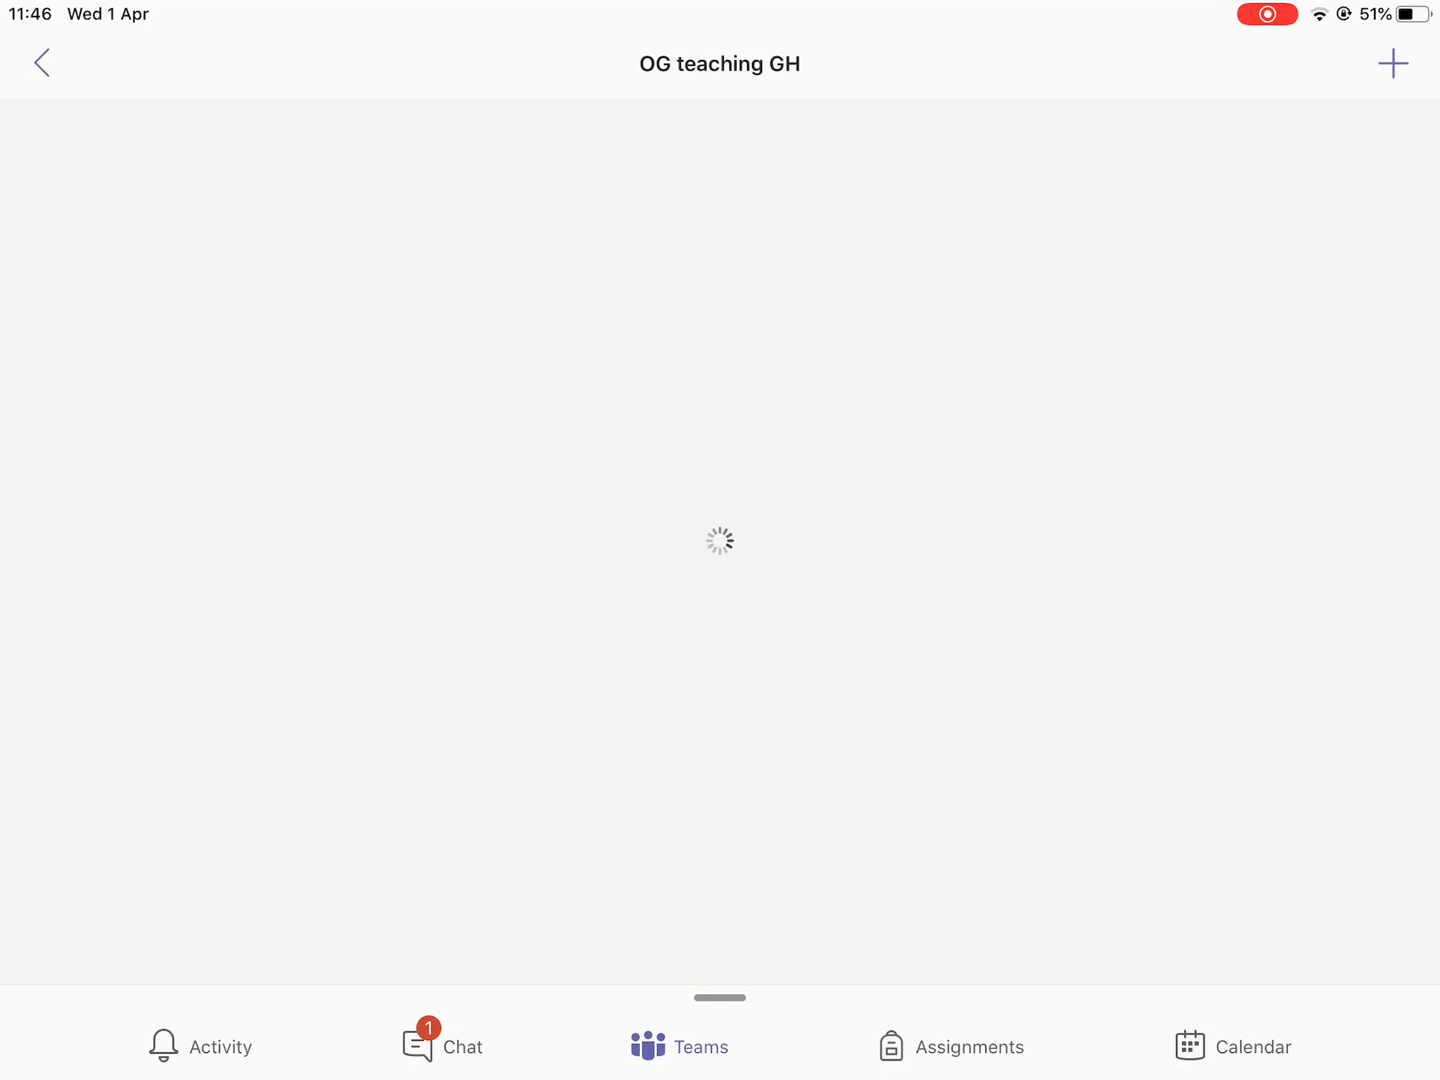 11:46 Wed 1 Apr 51%
OG teaching GH
Activity
1
Chat
Teams
Assignments
Calendar